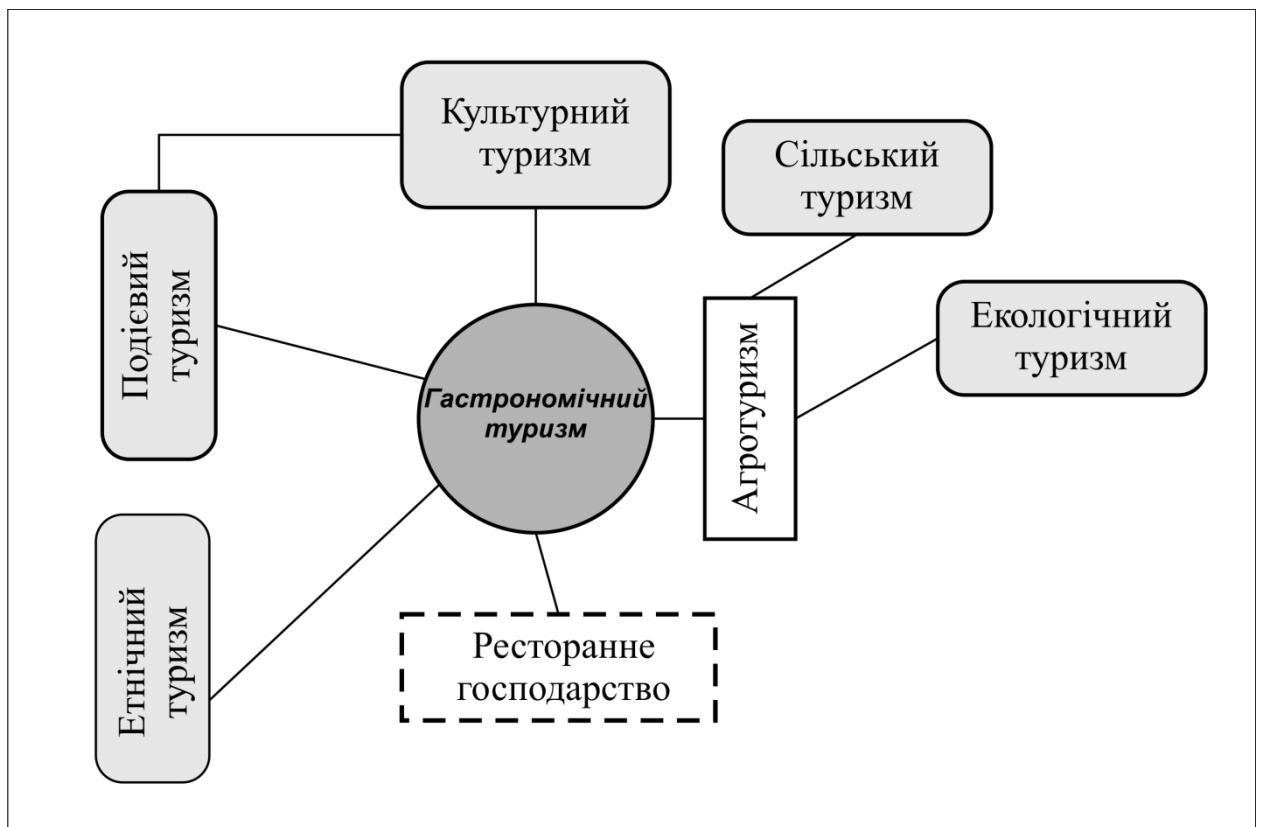 Культурний
туризм
Сільський
туризм
Подієвий
туризм
Екологічний
туризм
Гастрономічний
туризм
Агротуризм
Етнічний
туризм
Ресторанне
господарство